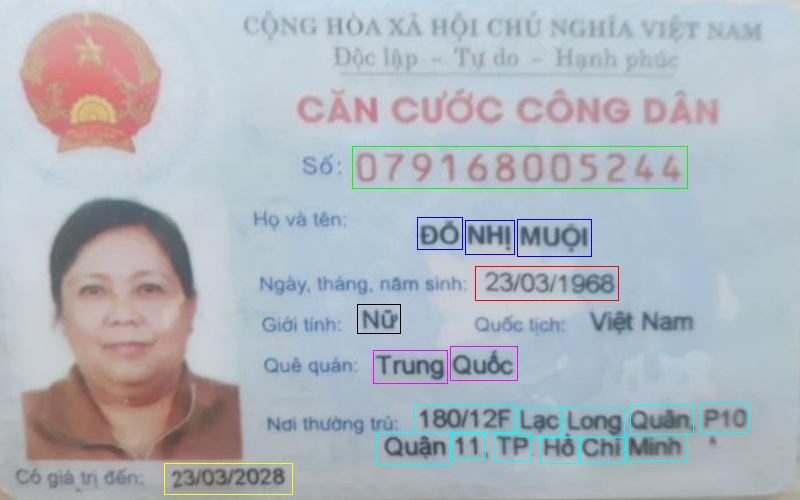 CỘNG HÒA XÃ HỘI CHỦ NGHĨA VIỆT NAM
Độc lập - Tự do - Hạnh phúc
CĂN CƯỚC CÔNG DÂN
Số: 079168005244
Họ và tên:
ĐỖ NHỊ MUỘI
Ngày, tháng, năm sinh: 23/03/1968
Giới tính: Nữ Quốc tịch: Việt Nam
Quê quán: Trung Quốc
Nơi thường trú: 180/12F Lạc Long Quân, P10
Quận 11, TP. Hồ Chí Minh
Có giá trị đến: 23/03/2028